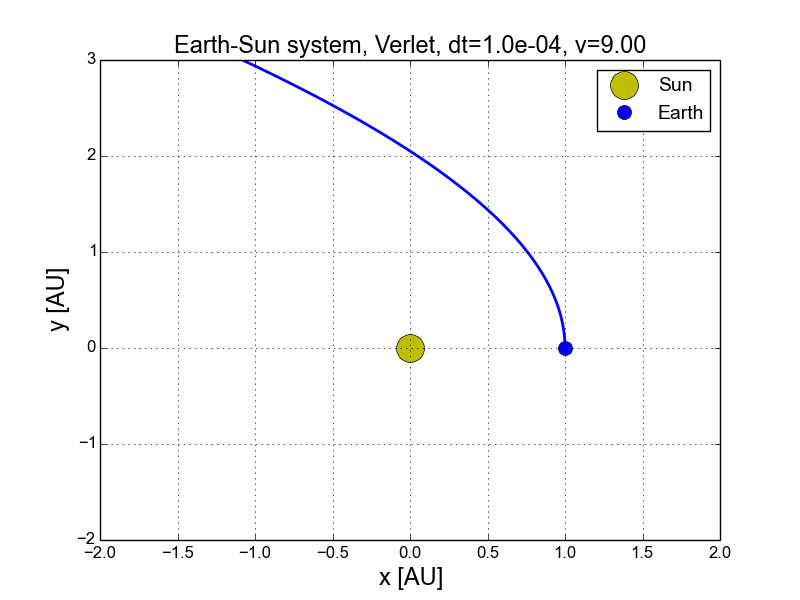 Earth-Sun system, Verlet, dt=1.0e-04, v=9.00
Sun
Earth
3
2
1
0
−1
−2
y [AU]
−2.0 −1.5 −1.0 −0.5 0.0 0.5 1.0 1.5 2.0
x [AU]